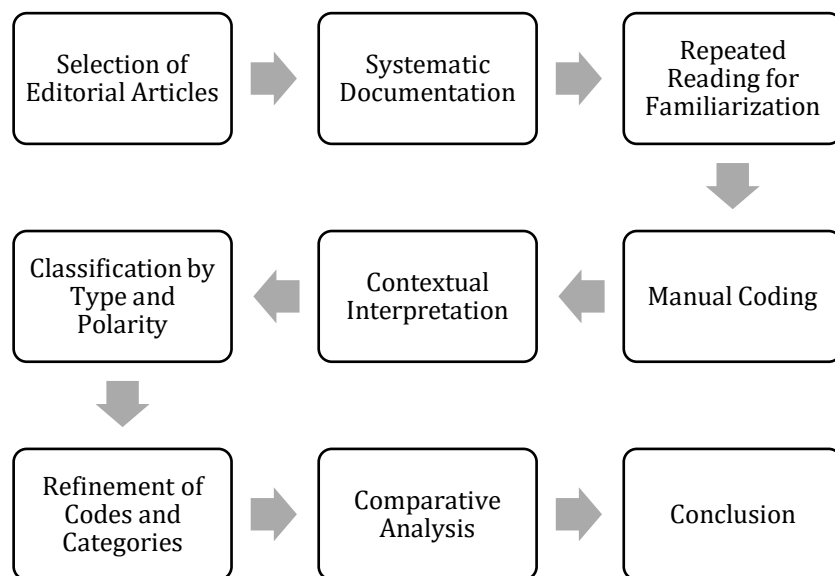 Selection of
Editorial Articles
Systematic
Documentation
Repeated
Reading for
Familiarization
Manual Coding
Contextual
Interpretation
Classification by
Type and
Polarity
Refinement of
Codes and
Categories
Comparative
Analysis
Conclusion